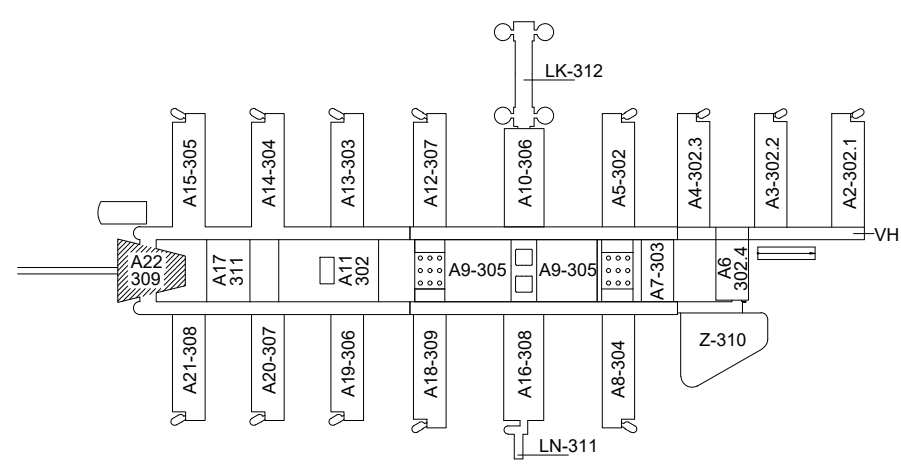 LK-312
A15-305
A14-304
A13-303
A12-307
A10-306
A5-302
A4-302.3
A3-302.2
A2-302.1
VH
A22
309
A17
311
A11
302
A9-305
A9-305
A7-303
A6
302.4
A21-308
A20-307
A19-306
A18-309
A16-308
A8-304
Z-310
LN-311